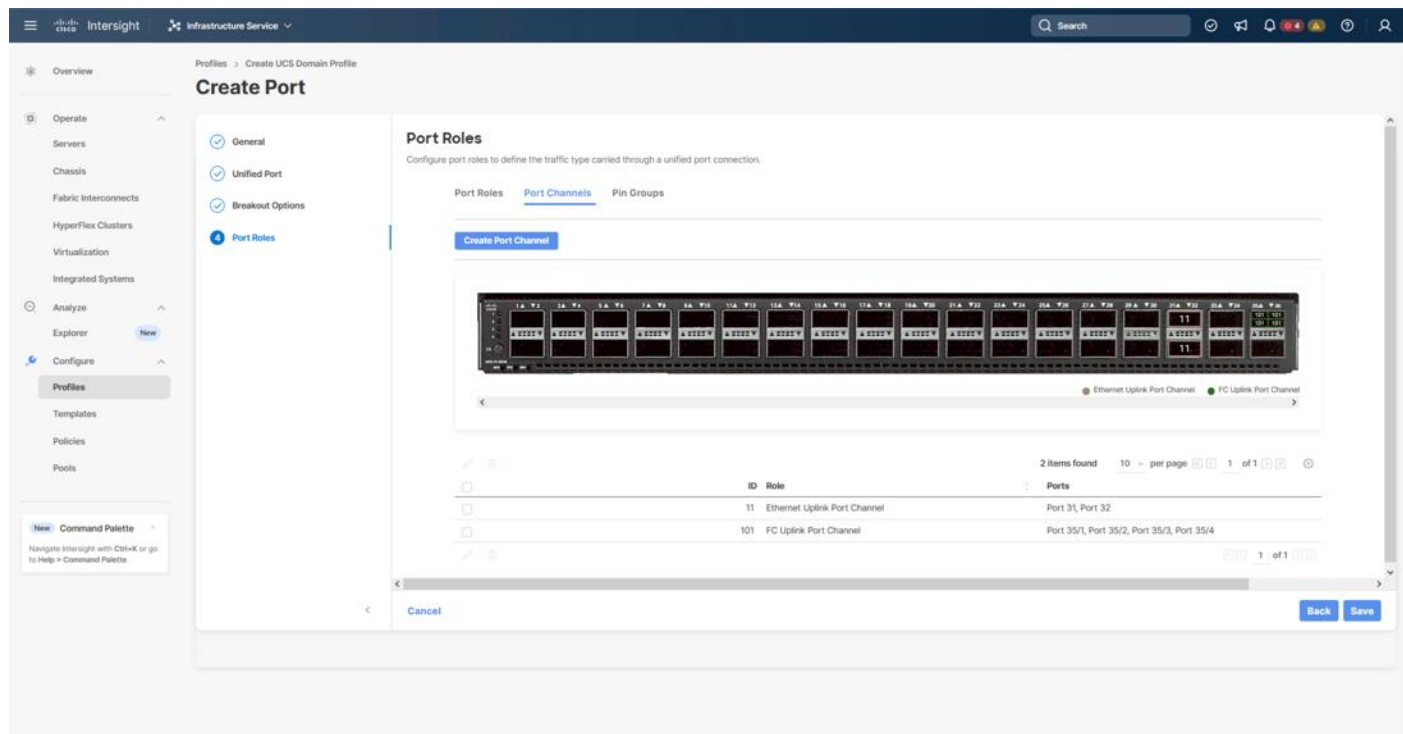 cisco Intersight Infrastructure Service Search 4
Overview
Operate
Servers
Chassis
Fabric Interconnects
HyperFlex Clusters
Virtualization
Integrated Systems
Analyze
Explorer New
Configure
Profiles
Templates
Policies
Pools
New Command Palette
Navigate Intersight with Ctrl+K or go
to Help > Command Palette
Profiles > Create UCS Domain Profile
Create Port
General
Unified Port
Breakout Options
4 Port Roles
Port Roles
Configure port roles to define the traffic type carried through a unified port connection.
Port Roles Port Channels Pin Groups
Create Port Channel
11
11
101 101
101 101
Ethernet Uplink Port Channel FC Uplink Port Channel
2 items found 10 per page 1 of 1
ID Role Ports
11 Ethernet Uplink Port Channel Port 31, Port 32
101 FC Uplink Port Channel Port 35/1, Port 35/2, Port 35/3, Port 35/4
1 of 1
Cancel Back Save